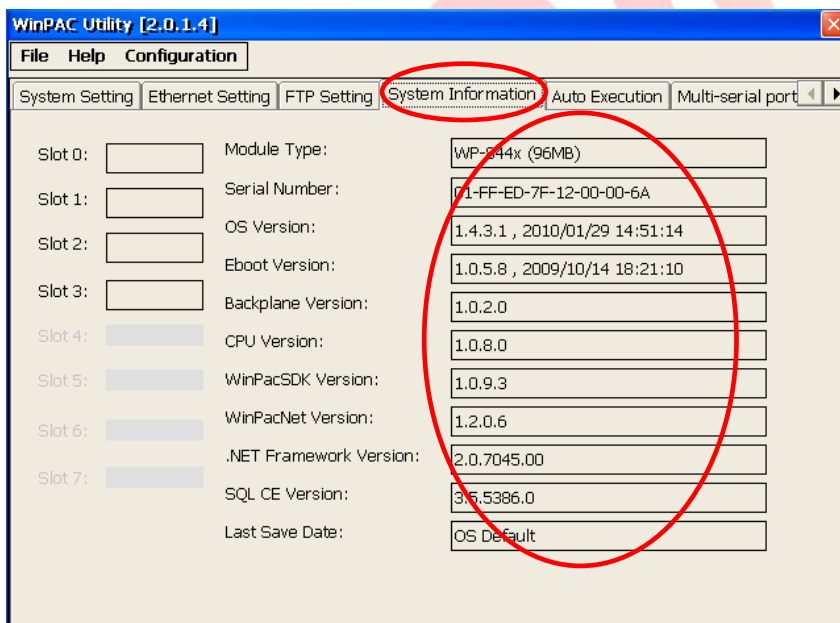 WinPAC Utility [2.0.1.4]
File Help Configuration
System Setting Ethernet Setting FTP Setting System Information Auto Execution Multi-serial port
Slot 0:
Slot 1:
Slot 2:
Slot 3:
Slot 4:
Slot 5:
Slot 6:
Slot 7:
Module Type: WP-844x (96MB)
Serial Number: 01-FF-ED-7F-12-00-00-6A
OS Version: 1.4.3.1 , 2010/01/29 14:51:14
Eboot Version: 1.0.5.8 , 2009/10/14 18:21:10
Backplane Version: 1.0.2.0
CPU Version: 1.0.8.0
WinPacSDK Version: 1.0.9.3
WinPacNet Version: 1.2.0.6
.NET Framework Version: 2.0.7045.00
SQL CE Version: 3.5.5386.0
Last Save Date: OS Default